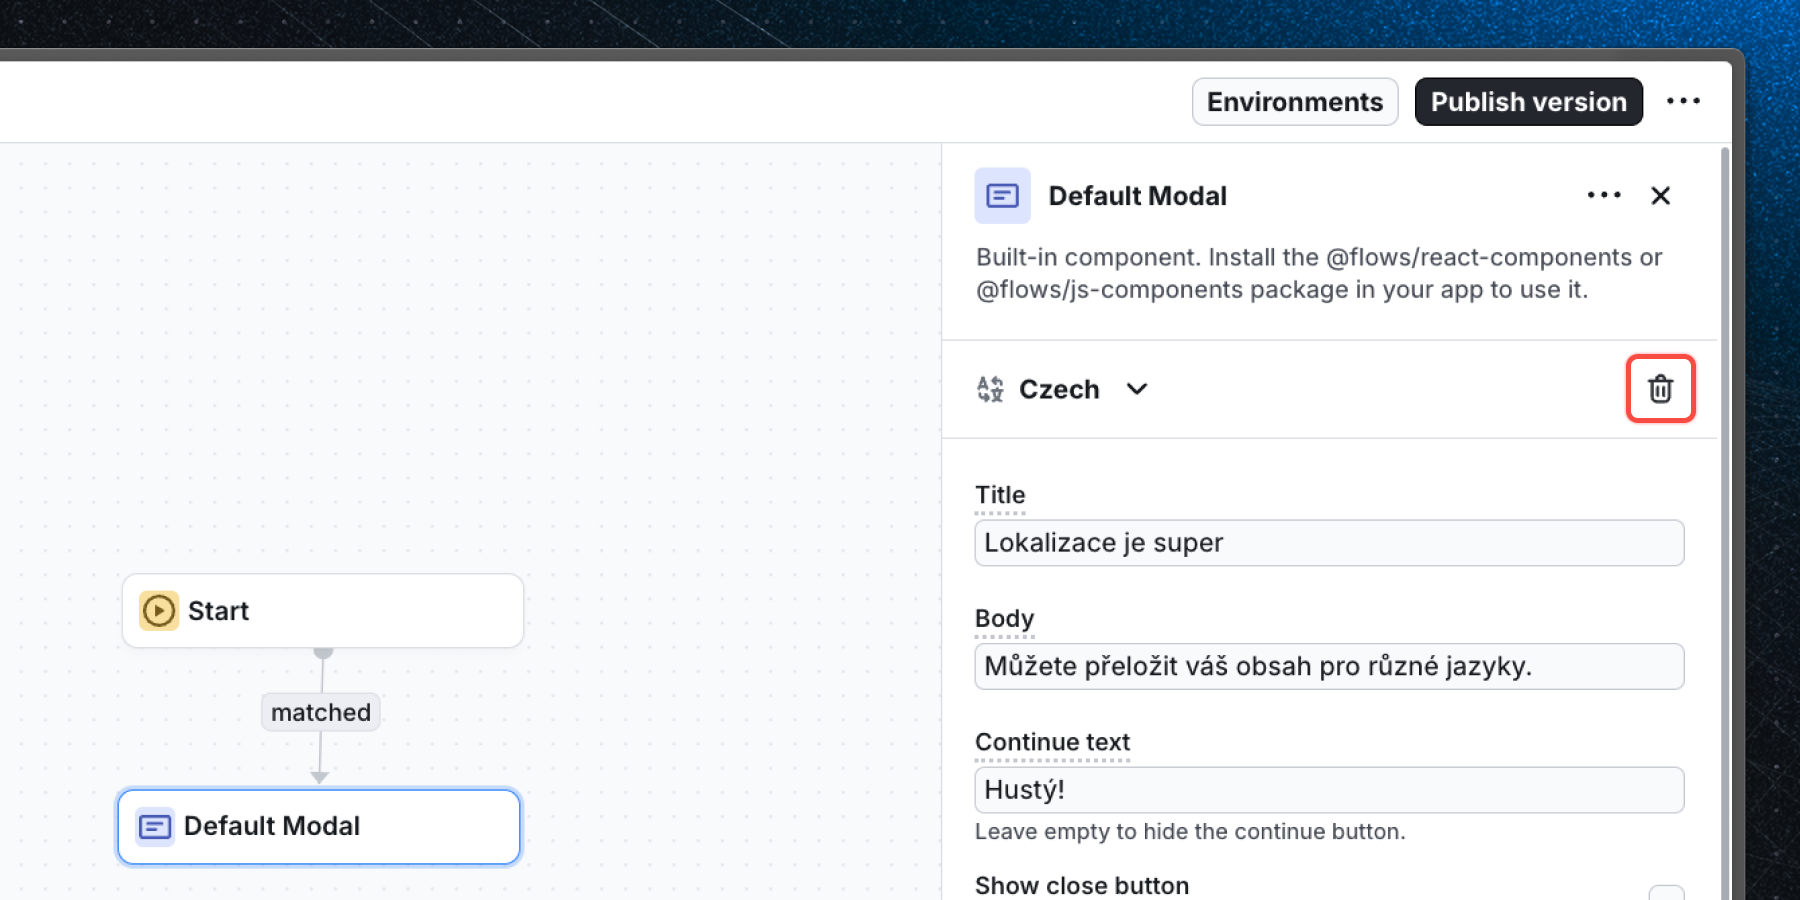 Environments
Publish version
Default Modal
Built-in component. Install the @flows/react-components or
@flows/js-components package in your app to use it.
Czech
Title
Lokalizace je super
Body
Můžete přeložit váš obsah pro různé jazyky.
Continue text
Hustý!
Leave empty to hide the continue button.
Show close button
Start
matched
Default Modal